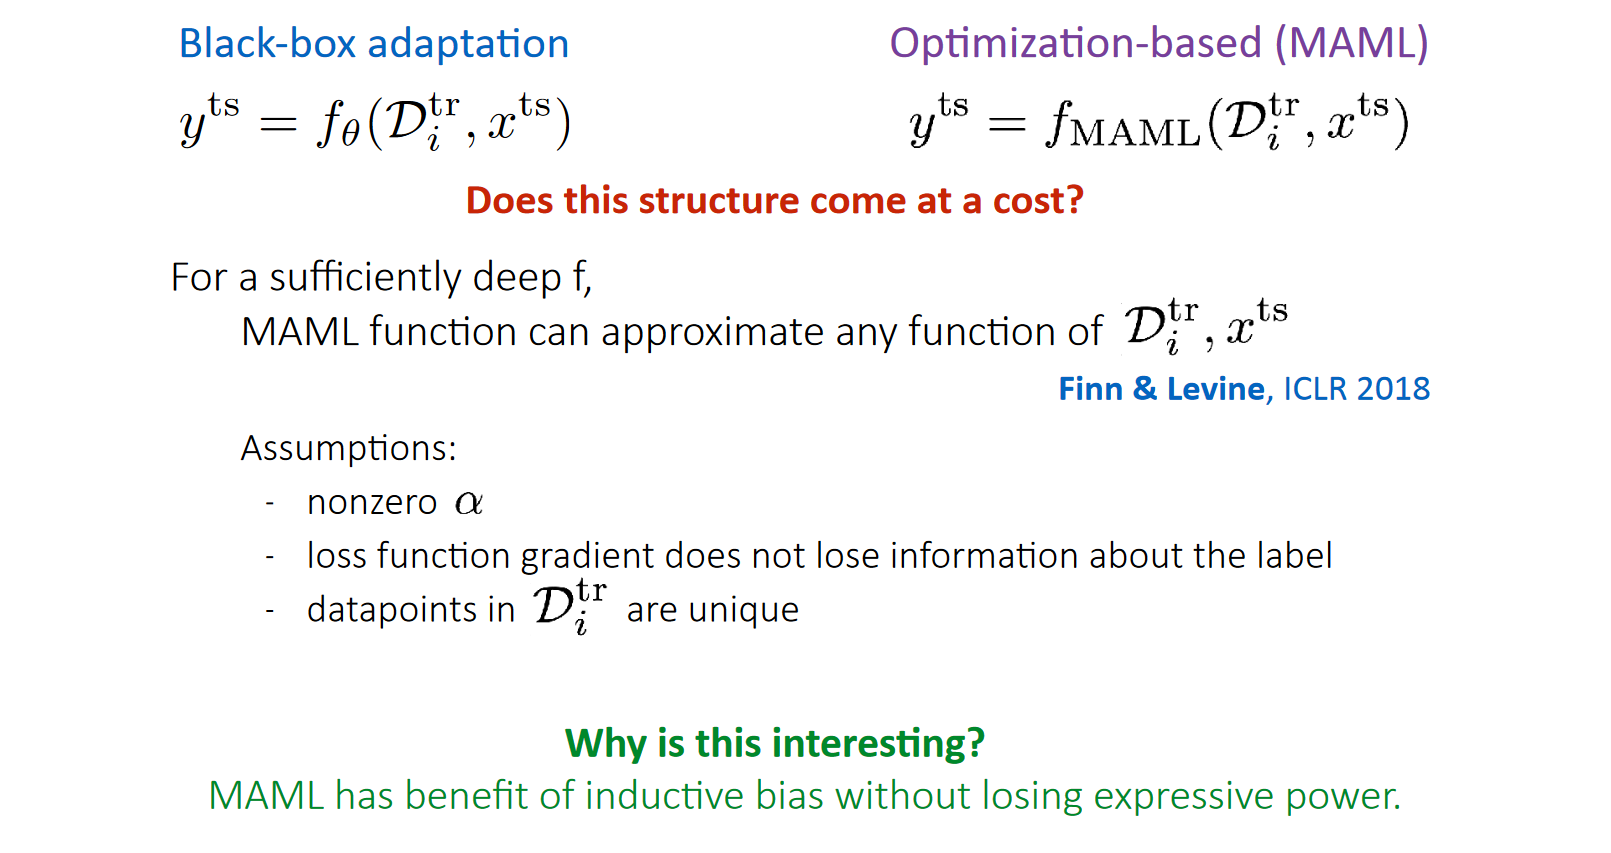 Black-box adaptation
Optimization-based (MAML)
$y^{\text{ts}} = f_\theta(\mathcal{D}_i^{\text{tr}}, x^{\text{ts}})$
$y^{\text{ts}} = f_{\text{MAML}}(\mathcal{D}_i^{\text{tr}}, x^{\text{ts}})$
Does this structure come at a cost?
For a sufficiently deep f,
MAML function can approximate any function of $\mathcal{D}_i^{\text{tr}}, x^{\text{ts}}$
Finn & Levine, ICLR 2018
Assumptions:
- nonzero $\alpha$
- loss function gradient does not lose information about the label
- datapoints in $\mathcal{D}_i^{\text{tr}}$ are unique
Why is this interesting?
MAML has benefit of inductive bias without losing expressive power.